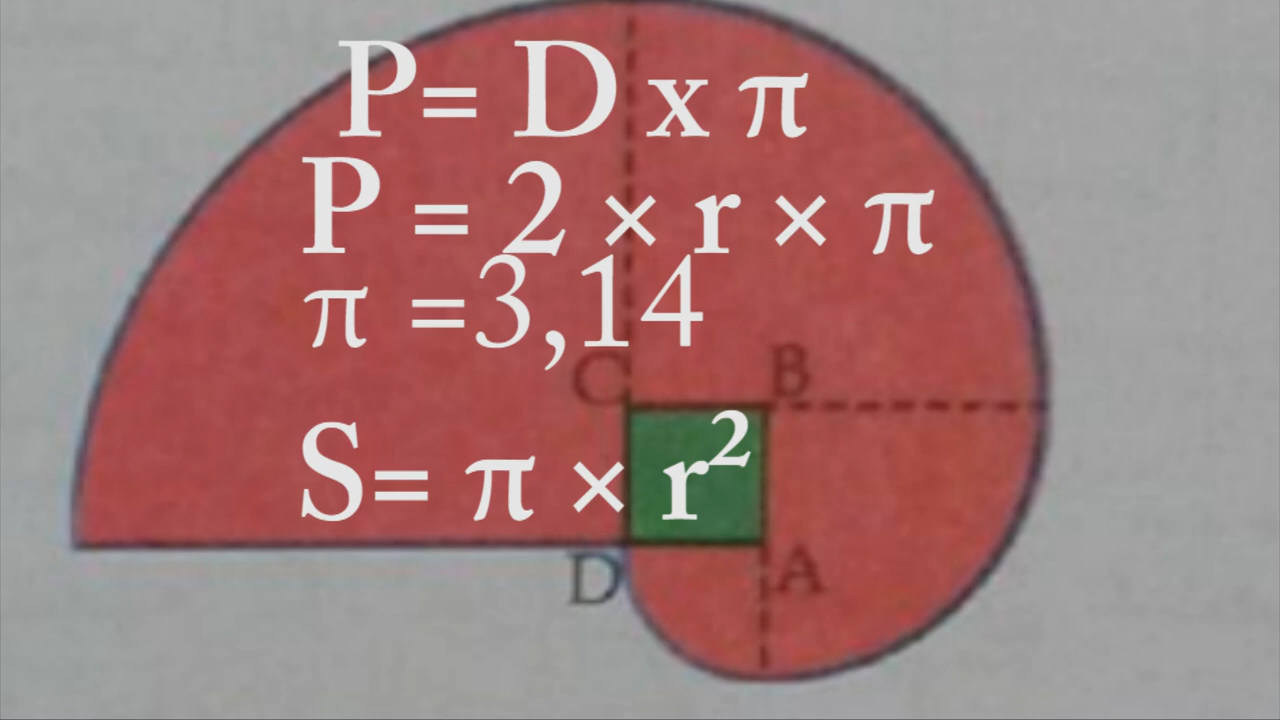 P= D x π
P = 2 × r × π
π =3,14
C B
S= π × r²
D A